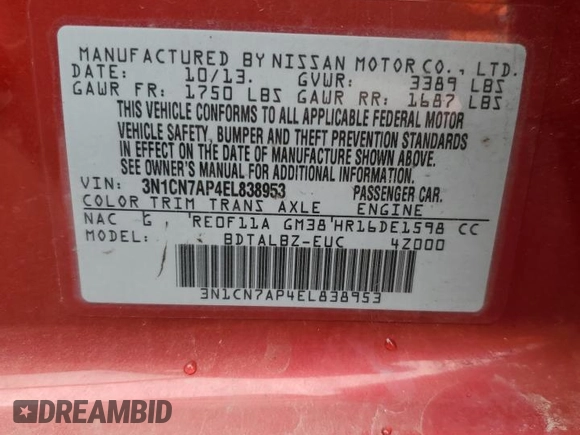 MANUFACTURED BY NISSAN MOTOR CO., LTD.
DATE: 10/13. GVWR: 3389 LBS
GAWR FR: 1750 LBS GAWR RR: 1687 LBS
THIS VEHICLE CONFORMS TO ALL APPLICABLE FEDERAL MOTOR
VEHICLE SAFETY, BUMPER AND THEFT PREVENTION STANDARDS
IN EFFECT ON THE DATE OF MANUFACTURE SHOWN ABOVE.
SEE OWNER'S MANUAL FOR ADDITIONAL INFORMATION
VIN: 3N1CN7AP4EL838953 PASSENGER CAR.
COLOR TRIM TRANS AXLE ENGINE
NAC G RE0F11A GM38 HR16DE1598 CC
MODEL: BDTALBZ-EUC 4Z000
3N1CN7AP4EL838953
DREAMBID